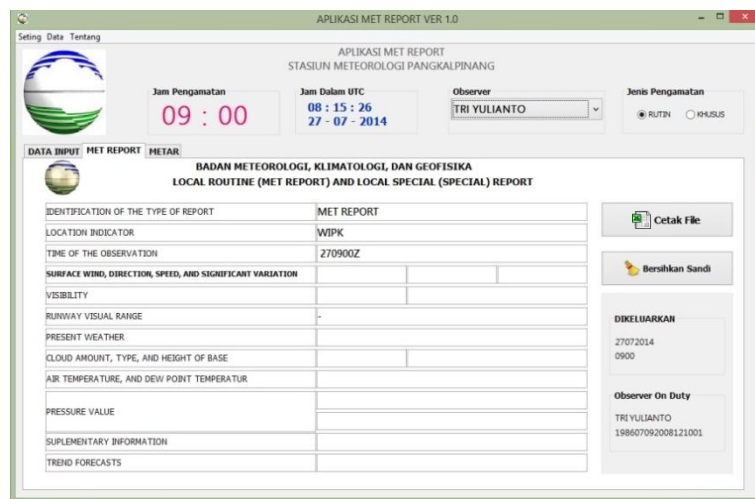 APLIKASI MET REPORT VER 1.0
Seting Data Tentang
APLIKASI MET REPORT
STASIUN METEOROLOGI PANGKALPINANG
Jam Pengamatan
09 : 00
Jam Dalam UTC
08 : 15 : 26
27 - 07 - 2014
Observer
TRI YULIANTO
Jenis Pengamatan
RUTIN KHUSUS
DATA INPUT MET REPORT METAR
BADAN METEOROLOGI, KLIMATOLOGI, DAN GEOFISIKA
LOCAL ROUTINE (MET REPORT) AND LOCAL SPECIAL (SPECIAL) REPORT
IDENTIFICATION OF THE TYPE OF REPORT MET REPORT
LOCATION INDICATOR WIPK
TIME OF THE OBSERVATION 270900Z
SURFACE WIND, DIRECTION, SPEED, AND SIGNIFICANT VARIATION
VISIBILITY
RUNWAY VISUAL RANGE -
PRESENT WEATHER
CLOUD AMOUNT, TYPE, AND HEIGHT OF BASE
AIR TEMPERATURE, AND DEW POINT TEMPERATUR
PRESSURE VALUE
SUPLEMENTARY INFORMATION
TREND FORECASTS
Cetak File
Bersihkan Sandi
DIKELUARKAN
27072014
0900
Observer On Duty
TRI YULIANTO
198607092008121001